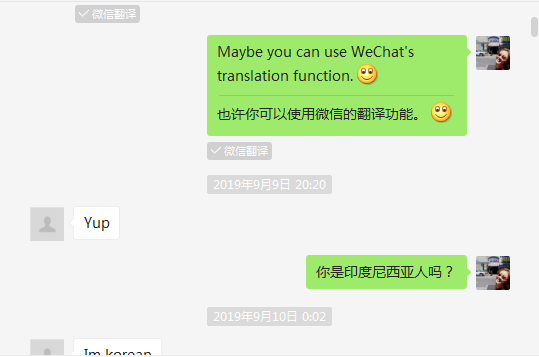 微信翻译
Maybe you can use WeChat's
translation function.
也许你可以使用微信的翻译功能。
微信翻译
2019年9月9日 20:20
Yup
你是印度尼西亚人吗？
2019年9月10日 0:02
Im korean